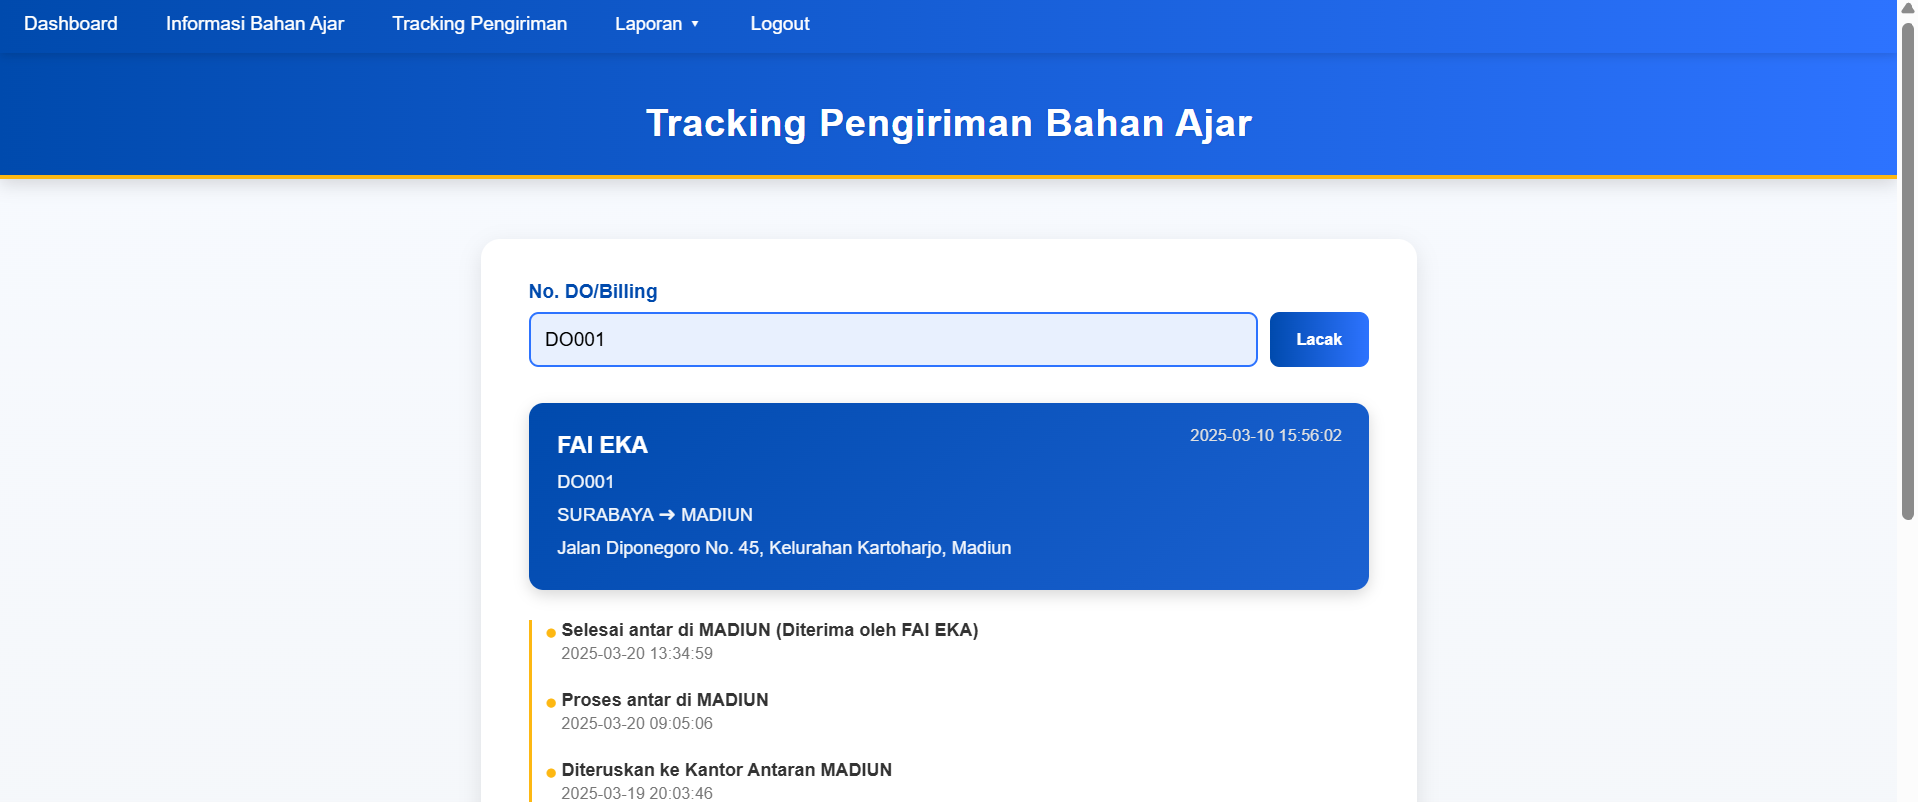 Dashboard Informasi Bahan Ajar Tracking Pengiriman Laporan ▾ Logout
Tracking Pengiriman Bahan Ajar
No. DO/Billing
DO001 Lacak
FAI EKA 2025-03-10 15:56:02
DO001
SURABAYA ➜ MADIUN
Jalan Diponegoro No. 45, Kelurahan Kartoharjo, Madiun
Selesai antar di MADIUN (Diterima oleh FAI EKA)
2025-03-20 13:34:59
Proses antar di MADIUN
2025-03-20 09:05:06
Diteruskan ke Kantor Antaran MADIUN
2025-03-19 20:03:46